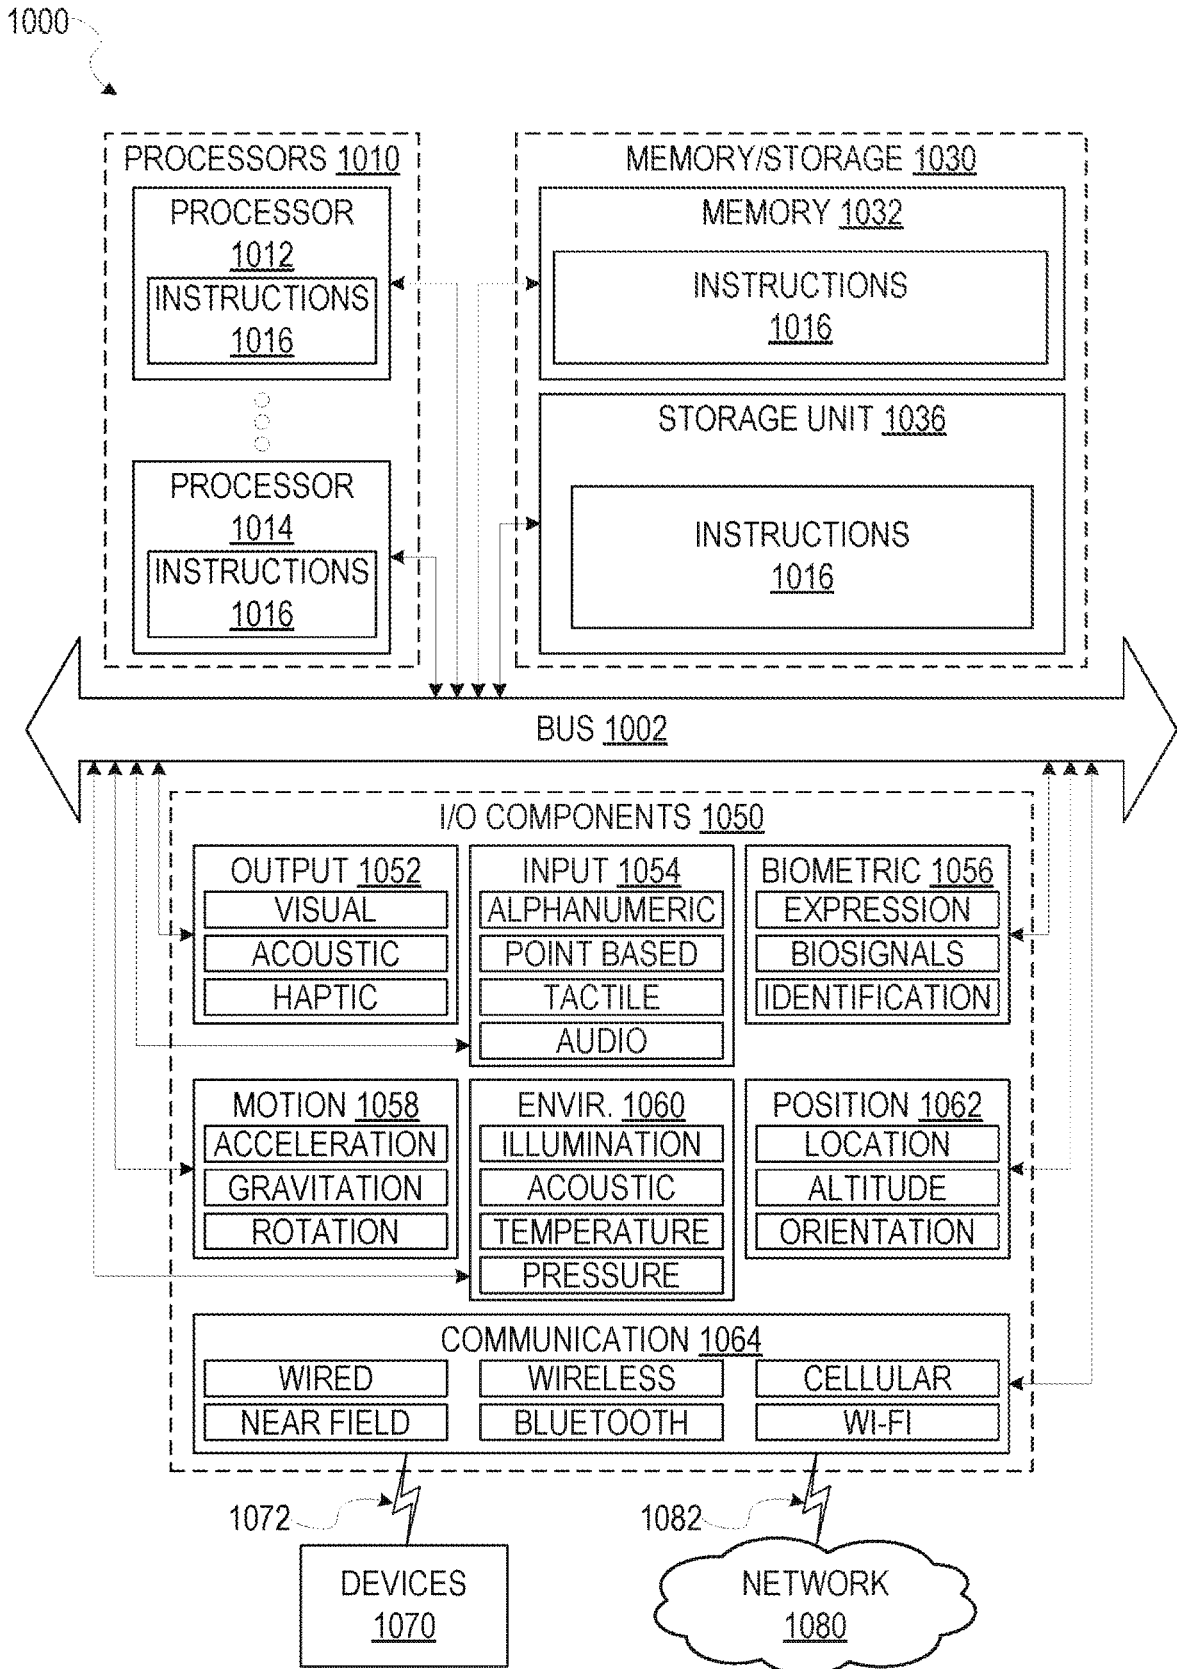 1000
PROCESSORS 1010
PROCESSOR
1012
INSTRUCTIONS
1016
PROCESSOR
1014
INSTRUCTIONS
1016
MEMORY/STORAGE 1030
MEMORY 1032
INSTRUCTIONS
1016
STORAGE UNIT 1036
INSTRUCTIONS
1016
BUS 1002
I/O COMPONENTS 1050
OUTPUT 1052
VISUAL
ACOUSTIC
HAPTIC
INPUT 1054
ALPHANUMERIC
POINT BASED
TACTILE
AUDIO
BIOMETRIC 1056
EXPRESSION
BIOSIGNALS
IDENTIFICATION
MOTION 1058
ACCELERATION
GRAVITATION
ROTATION
ENVIR. 1060
ILLUMINATION
ACOUSTIC
TEMPERATURE
PRESSURE
POSITION 1062
LOCATION
ALTITUDE
ORIENTATION
COMMUNICATION 1064
WIRED
WIRELESS
CELLULAR
NEAR FIELD
BLUETOOTH
WI-FI
1072
1082
DEVICES
1070
NETWORK
1080